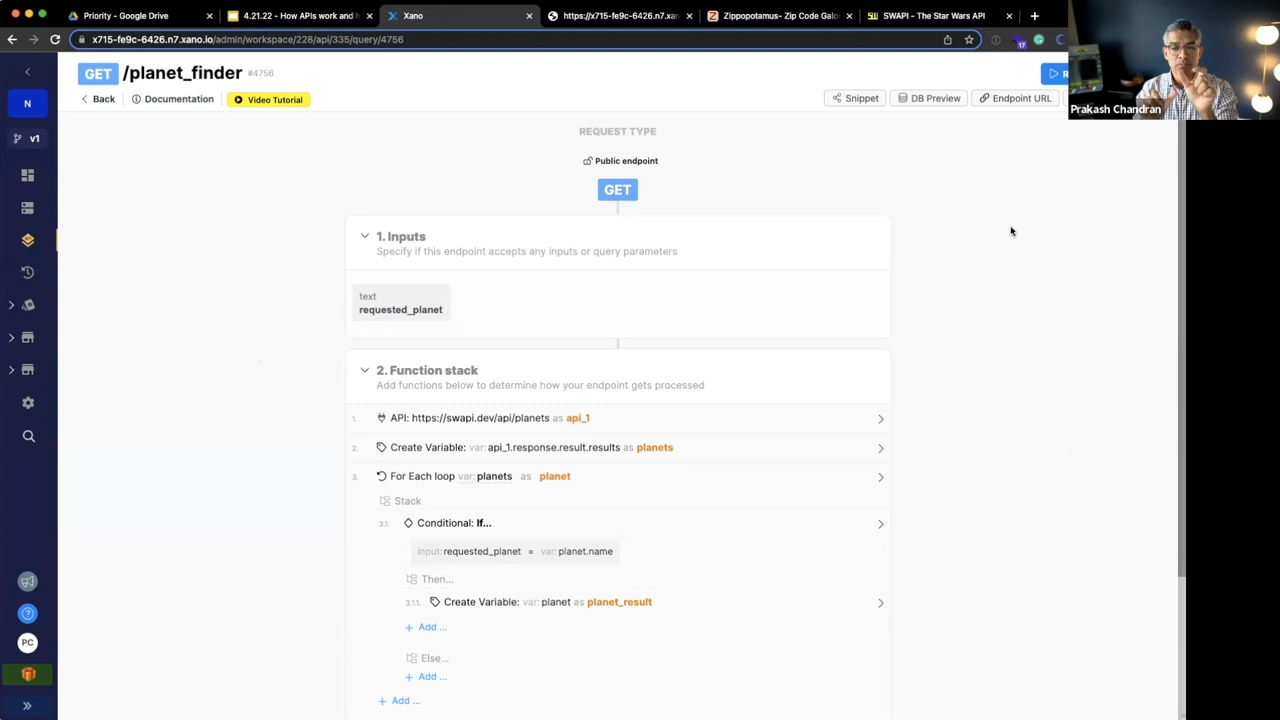 Priority - Google Drive
4.21.22 - How APIs work and h
Xano
https://x715-fe9c-6426.n7.xan
Zippopotamus- Zip Code Galo
SWAPI - The Star Wars API
x715-fe9c-6426.n7.xano.io/admin/workspace/228/api/335/query/4756
17
GET /planet_finder #4756
R
Back
Documentation
Video Tutorial
Snippet
DB Preview
Endpoint URL
Prakash Chandran
N
v1
REQUEST TYPE
Public endpoint
GET
1. Inputs
Specify if this endpoint accepts any inputs or query parameters
text
requested_planet
2. Function stack
Add functions below to determine how your endpoint gets processed
1. API: https://swapi.dev/api/planets as api_1
2. Create Variable: var: api_1.response.result.results as planets
3. For Each loop var: planets as planet
Stack
3.1. Conditional: If...
input: requested_planet = var: planet.name
Then...
3.1.1. Create Variable: var: planet as planet_result
+ Add ...
Else...
+ Add ...
+ Add ...
PC